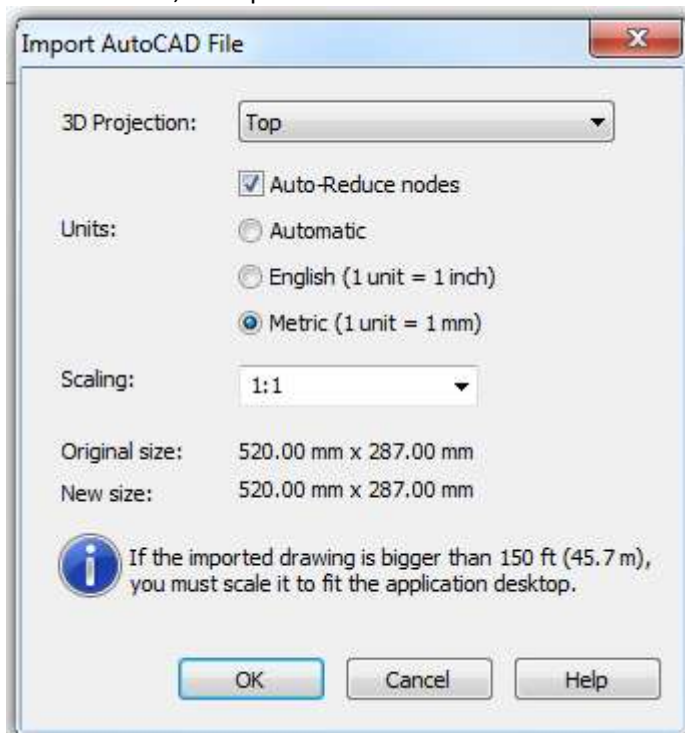 Import AutoCAD File
3D Projection: Top
Auto-Reduce nodes
Units: Automatic
English (1 unit = 1 inch)
Metric (1 unit = 1 mm)
Scaling: 1:1
Original size: 520.00 mm x 287.00 mm
New size: 520.00 mm x 287.00 mm
If the imported drawing is bigger than 150 ft (45.7 m),
you must scale it to fit the application desktop.
OK Cancel Help